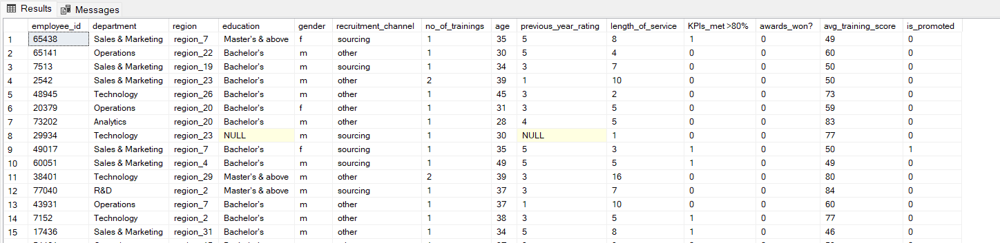 Results Messages
employee_id department region education gender recruitment_channel no_of_trainings age previous_year_rating length_of_service KPIs_met >80% awards_won? avg_training_score is_promoted
1 65438 Sales & Marketing region_7 Master's & above f sourcing 1 35 5 8 1 0 49 0
2 65141 Operations region_22 Bachelor's m other 1 30 5 4 0 0 60 0
3 7513 Sales & Marketing region_19 Bachelor's m sourcing 1 34 3 7 0 0 50 0
4 2542 Sales & Marketing region_23 Bachelor's m other 2 39 1 10 0 0 50 0
5 48945 Technology region_26 Bachelor's m other 1 45 3 2 0 0 73 0
6 20379 Operations region_20 Bachelor's f other 1 31 3 5 0 0 59 0
7 73202 Analytics region_20 Bachelor's m other 1 28 4 5 0 0 83 0
8 29934 Technology region_23 NULL m sourcing 1 30 NULL 1 0 0 77 0
9 49017 Sales & Marketing region_7 Bachelor's f sourcing 1 35 5 3 1 0 50 1
10 60051 Sales & Marketing region_4 Bachelor's m sourcing 1 49 5 5 1 0 49 0
11 38401 Technology region_29 Master's & above m other 2 39 3 16 0 0 80 0
12 77040 R&D region_2 Master's & above m sourcing 1 37 3 7 0 0 84 0
13 43931 Operations region_7 Bachelor's m other 1 37 1 10 0 0 60 0
14 7152 Technology region_2 Bachelor's m other 1 38 3 5 1 0 77 0
15 17436 Sales & Marketing region_31 Bachelor's m other 1 34 5 8 1 0 46 0